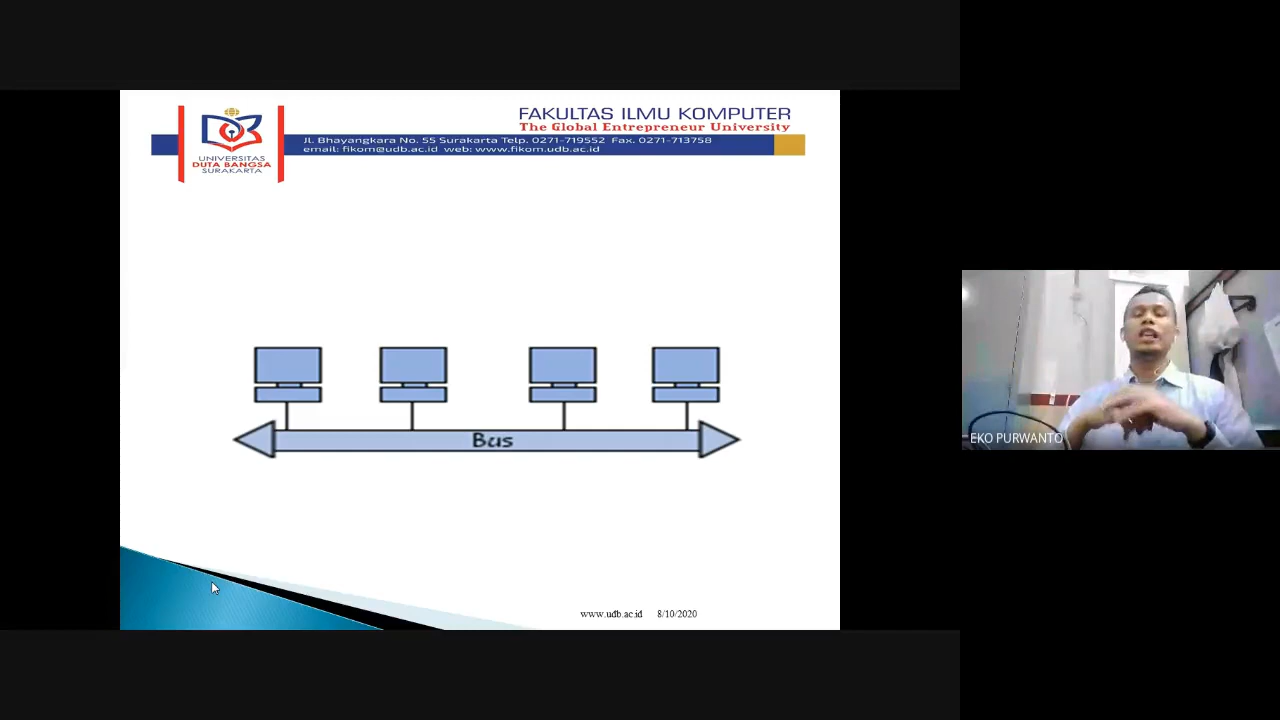 FAKULTAS ILMU KOMPUTER
The Global Entrepreneur University
Jl. Bhayangkara No. 55 Surakarta Telp. 0271-719552 Fax. 0271-713758
email: fikom@udb.ac.id web: www.fikom.udb.ac.id
UNIVERSITAS
DUTA BANGSA
SURAKARTA
Bus
EKO PURWANTO
www.udb.ac.id 8/10/2020